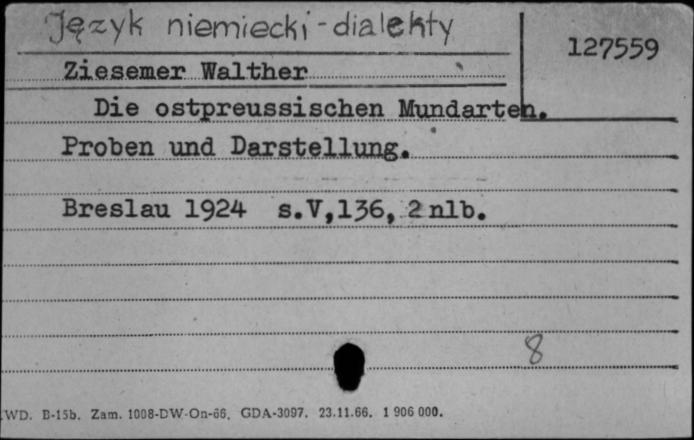 Język niemiecki - dialekty
127559
Ziesemer Walther
Die ostpreussischen Mundarten.
Proben und Darstellung.
Breslau 1924 s.V,136, 2 nlb.
8
WD. B-15b. Zam. 1008-DW-On-66. GDA-3097. 23.11.66. 1 906 000.